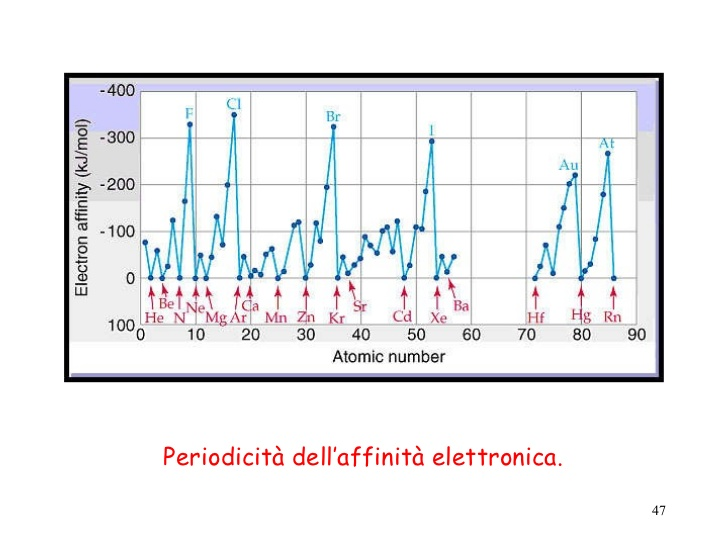 -400
-300
-200
-100
0
100
Electron affinity (kJ/mol)
F Cl Br I Au At
He Be N Ne Mg Ar Ca Mn Zn Kr Sr Cd Xe Ba Hf Hg Rn
0 10 20 30 40 50 60 70 80 90
Atomic number
Periodicità dell'affinità elettronica.
47